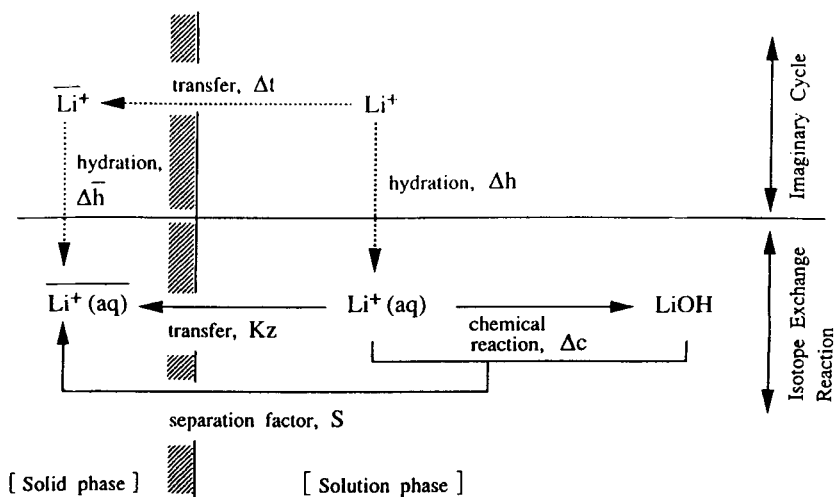 transfer, Δt
L̅i̅⁺
Li⁺
hydration,
Δh̅
hydration, Δh
Imaginary Cycle
L̅i̅⁺̅ ̅(̅a̅q̅)̅
Li⁺ (aq)
LiOH
transfer, Kz
chemical
reaction, Δc
separation factor, S
Isotope Exchange
Reaction
[ Solid phase ]
[ Solution phase ]